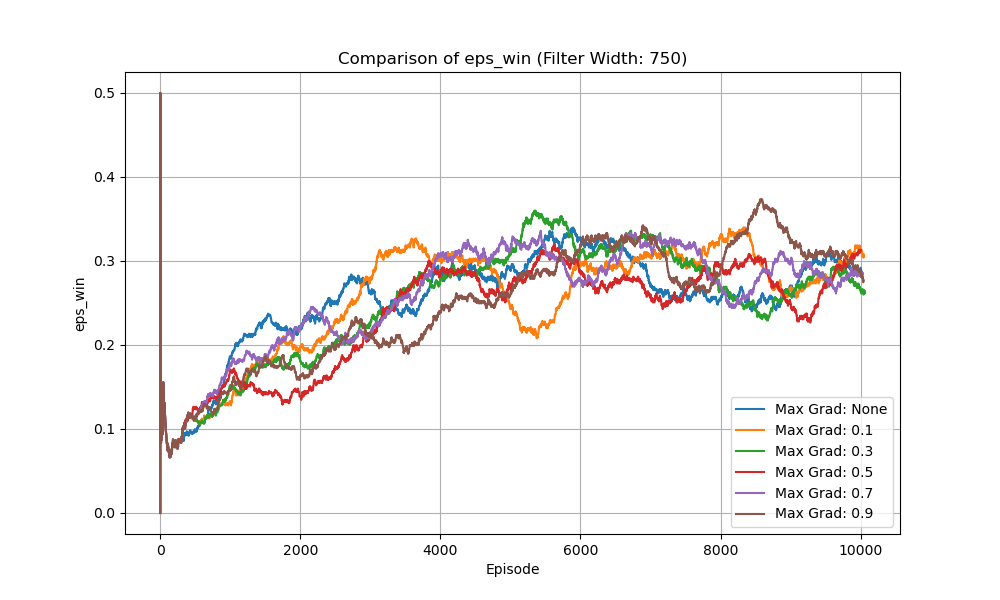 Comparison of eps_win (Filter Width: 750)
eps_win
0.5
0.4
0.3
0.2
0.1
0.0
0
2000
4000
6000
8000
10000
Episode
Max Grad: None
Max Grad: 0.1
Max Grad: 0.3
Max Grad: 0.5
Max Grad: 0.7
Max Grad: 0.9